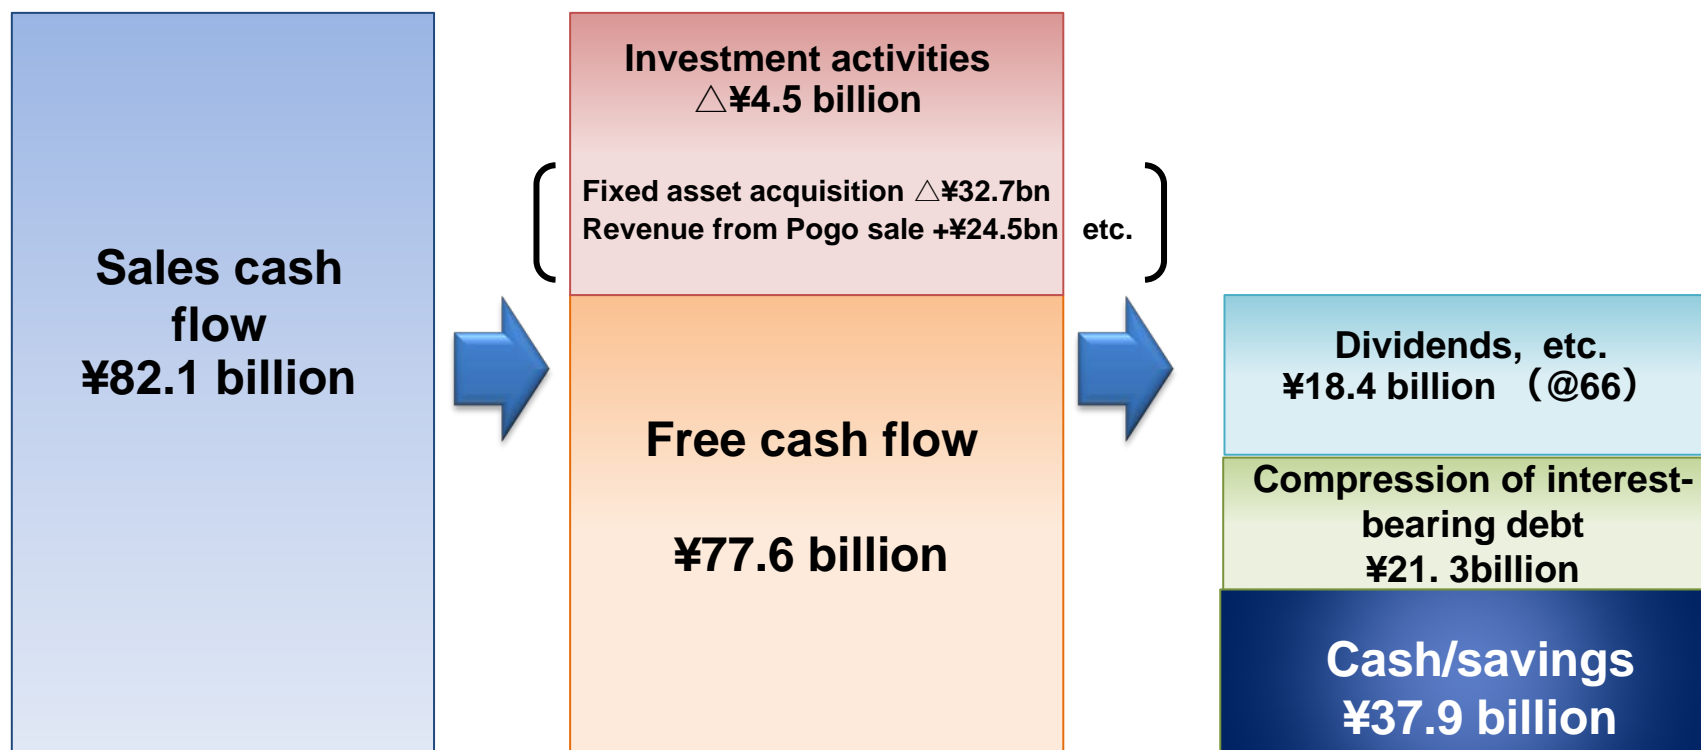 Sales cash
flow
¥82.1 billion
Investment activities
△¥4.5 billion
Fixed asset acquisition △¥32.7bn
Revenue from Pogo sale +¥24.5bn etc.
Free cash flow
¥77.6 billion
Dividends, etc.
¥18.4 billion （@66）
Compression of interest-
bearing debt
¥21. 3billion
Cash/savings
¥37.9 billion